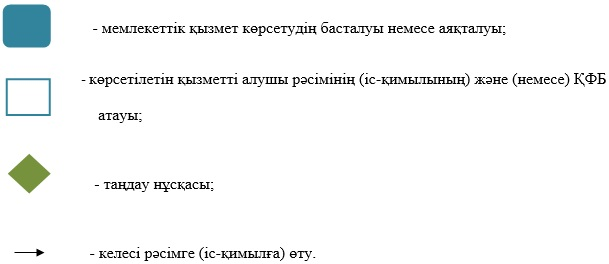 - мемлекеттік қызмет көрсетудің басталуы немесе аяқталуы;
- көрсетілетін қызметті алушы рәсімінің (іс-қимылының) және (немесе) ҚФБ
атауы;
- таңдау нұсқасы;
- келесі рәсімге (іс-қимылға) өту.